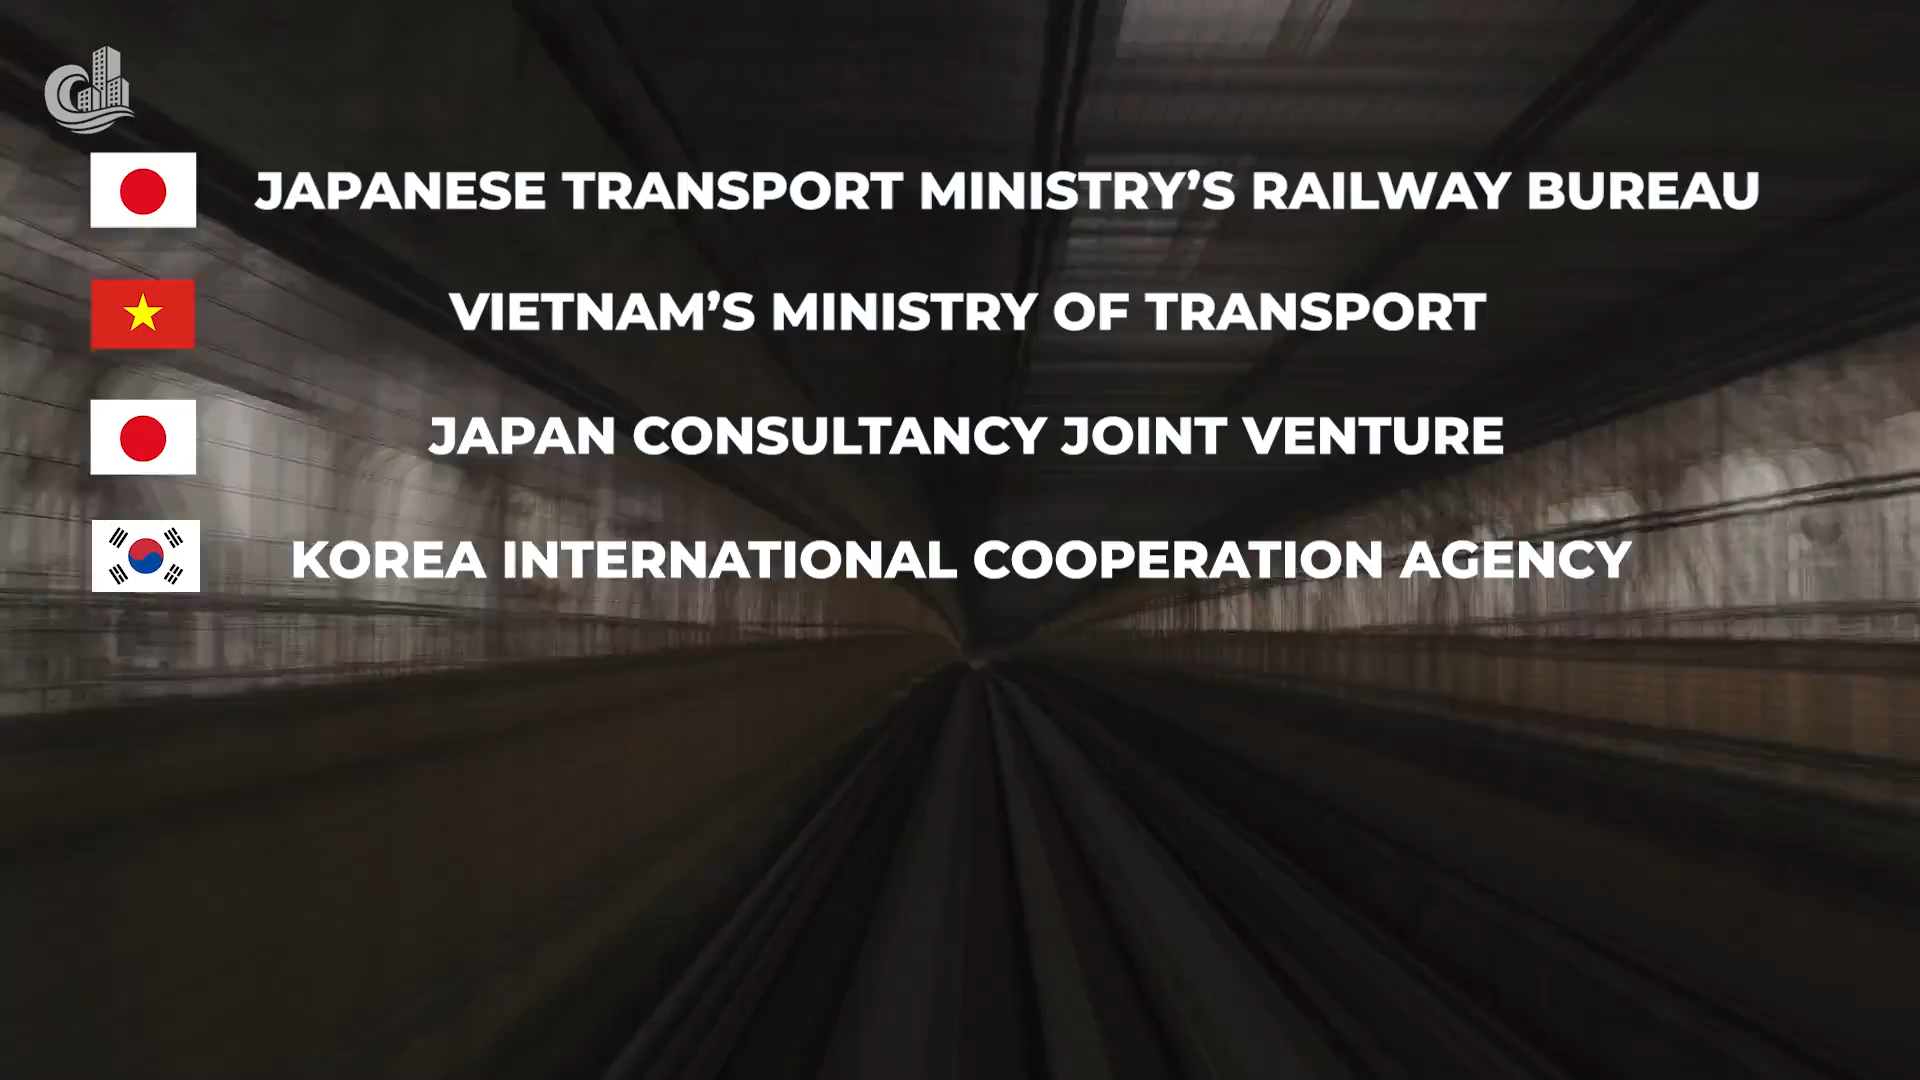 JAPANESE TRANSPORT MINISTRY’S RAILWAY BUREAU
VIETNAM’S MINISTRY OF TRANSPORT
JAPAN CONSULTANCY JOINT VENTURE
KOREA INTERNATIONAL COOPERATION AGENCY